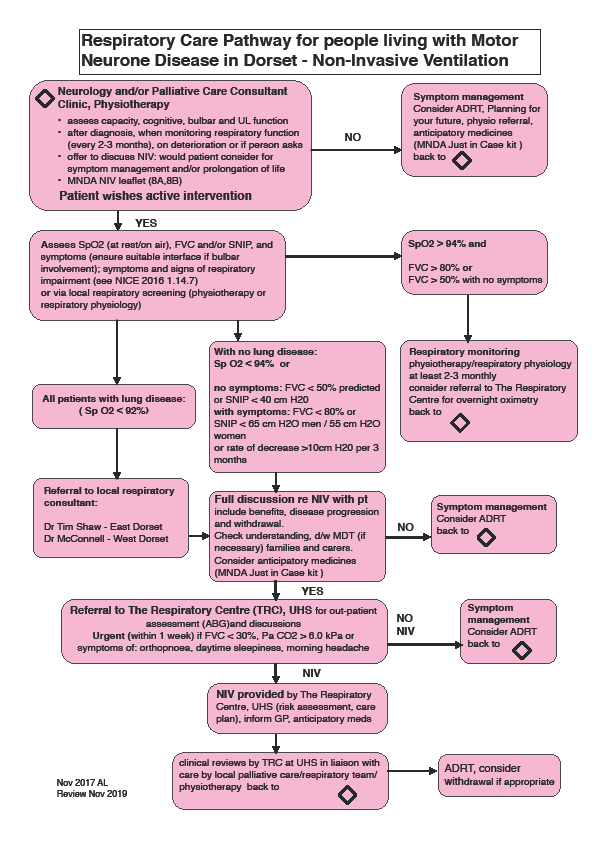 Respiratory Care Pathway for people living with Motor
Neurone Disease in Dorset - Non-Invasive Ventilation
Neurology and/or Palliative Care Consultant
Clinic, Physiotherapy
• assess capacity, cognitive, bulbar and UL function
• after diagnosis, when monitoring respiratory function
(every 2-3 months), on deterioration or if person asks
• offer to discuss NIV: would patient consider for
symptom management and/or prolongation of life
• MNDA NIV leaflet (8A,8B)
Patient wishes active intervention
NO
Symptom management
Consider ADRT, Planning for
your future, physio referral,
anticipatory medicines
(MNDA Just in Case kit )
back to
YES
Assess SpO2 (at rest/on air), FVC and/or SNIP, and
symptoms (ensure suitable interface if bulbar
involvement); symptoms and signs of respiratory
impairment (see NICE 2016 1.14.7)
or via local respiratory screening (physiotherapy or
respiratory physiology)
SpO2 > 94% and
FVC > 80% or
FVC > 50% with no symptoms
Respiratory monitoring
physiotherapy/respiratory physiology
at least 2-3 monthly
consider referral to The Respiratory
Centre for overnight oximetry
back to
With no lung disease:
Sp O2 < 94% or
no symptoms: FVC < 50% predicted
or SNIP < 40 cm H20
with symptoms: FVC < 80% or
SNIP < 65 cm H2O men / 55 cm H2O
women
or rate of decrease >10cm H20 per 3
months
All patients with lung disease:
( Sp O2 < 92%)
Referral to local respiratory
consultant:
Dr Tim Shaw - East Dorset
Dr McConnell - West Dorset
Full discussion re NIV with pt
include benefits, disease progression
and withdrawal.
Check understanding, d/w MDT (if
necessary) families and carers.
Consider anticipatory medicines
(MNDA Just in Case kit )
NO
Symptom management
Consider ADRT
back to
YES
Referral to The Respiratory Centre (TRC), UHS for out-patient
assessment (ABG)and discussions
Urgent (within 1 week) if FVC < 30%, Pa CO2 > 6.0 kPa or
symptoms of: orthopnoea, daytime sleepiness, morning headache
NO
NIV
Symptom
management
Consider ADRT
back to
NIV
NIV provided by The Respiratory
Centre, UHS (risk assessment, care
plan), inform GP, anticipatory meds
clinical reviews by TRC at UHS in liaison with
care by local palliative care/respiratory team/
physiotherapy back to
ADRT, consider
withdrawal if appropriate
Nov 2017 AL
Review Nov 2019